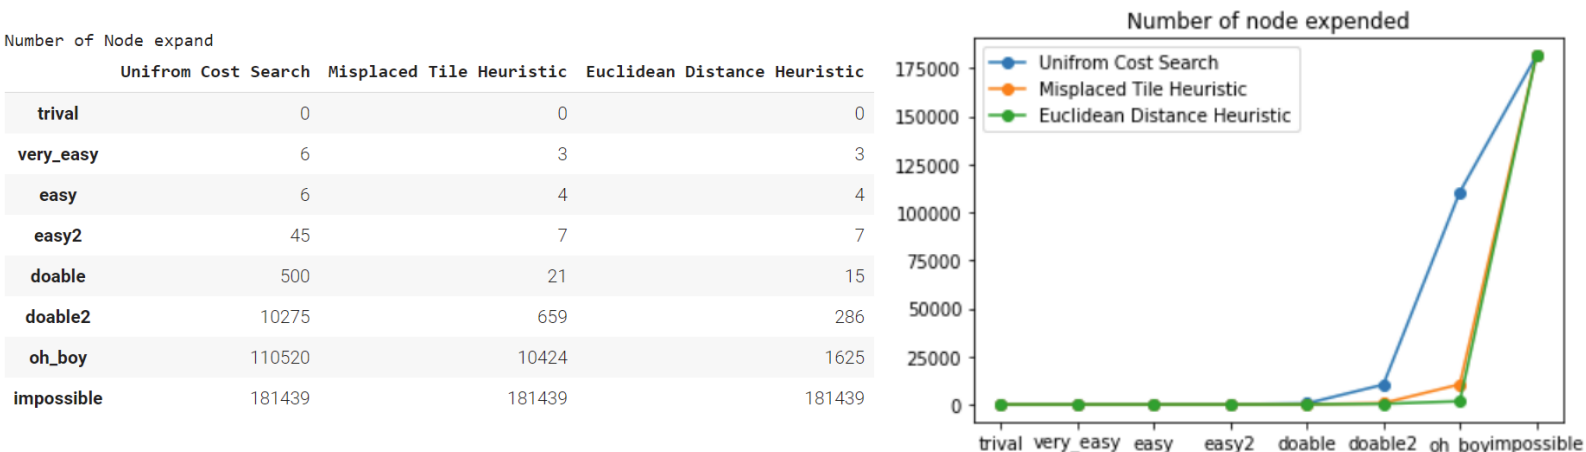 Number of Node expand
Unifrom Cost Search Misplaced Tile Heuristic Euclidean Distance Heuristic
trival 0 0 0
very_easy 6 3 3
easy 6 4 4
easy2 45 7 7
doable 500 21 15
doable2 10275 659 286
oh_boy 110520 10424 1625
impossible 181439 181439 181439
Number of node expended
Unifrom Cost Search
Misplaced Tile Heuristic
Euclidean Distance Heuristic
175000
150000
125000
100000
75000
50000
25000
0
trival very_easy easy easy2 doable doable2 oh_boy impossible